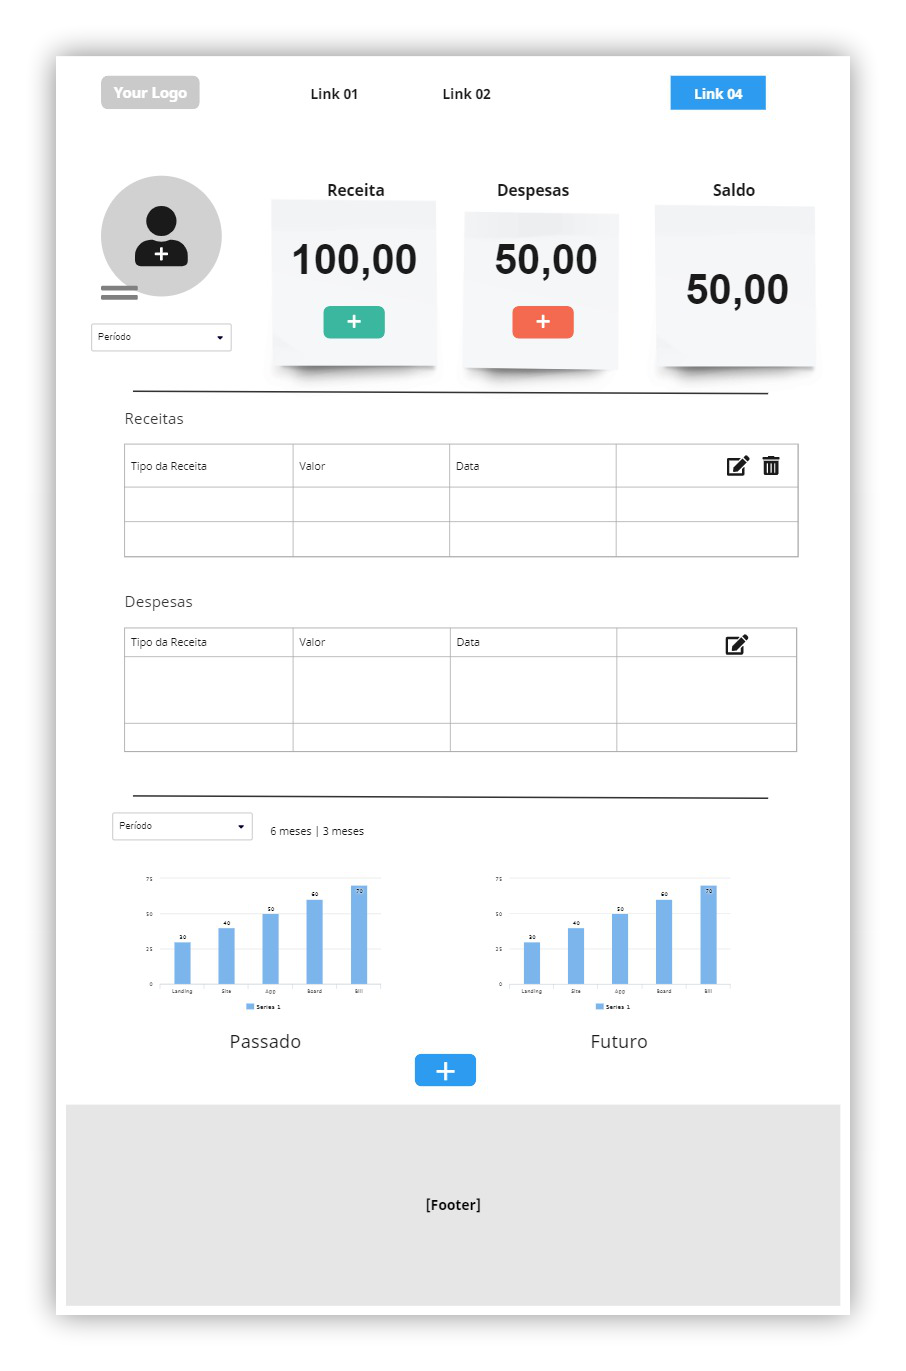 Your Logo
Link 01
Link 02
Link 04
Receita
Despesas
Saldo
100,00
50,00
50,00
Período
Receitas
Tipo da Receita
Valor
Data
Despesas
Tipo da Receita
Valor
Data
Período
6 meses | 3 meses
75
50
25
0
30
40
50
60
70
Landing
Site
App
Board
Bill
Series 1
75
50
25
0
30
40
50
60
70
Landing
Site
App
Board
Bill
Series 1
Passado
Futuro
[Footer]